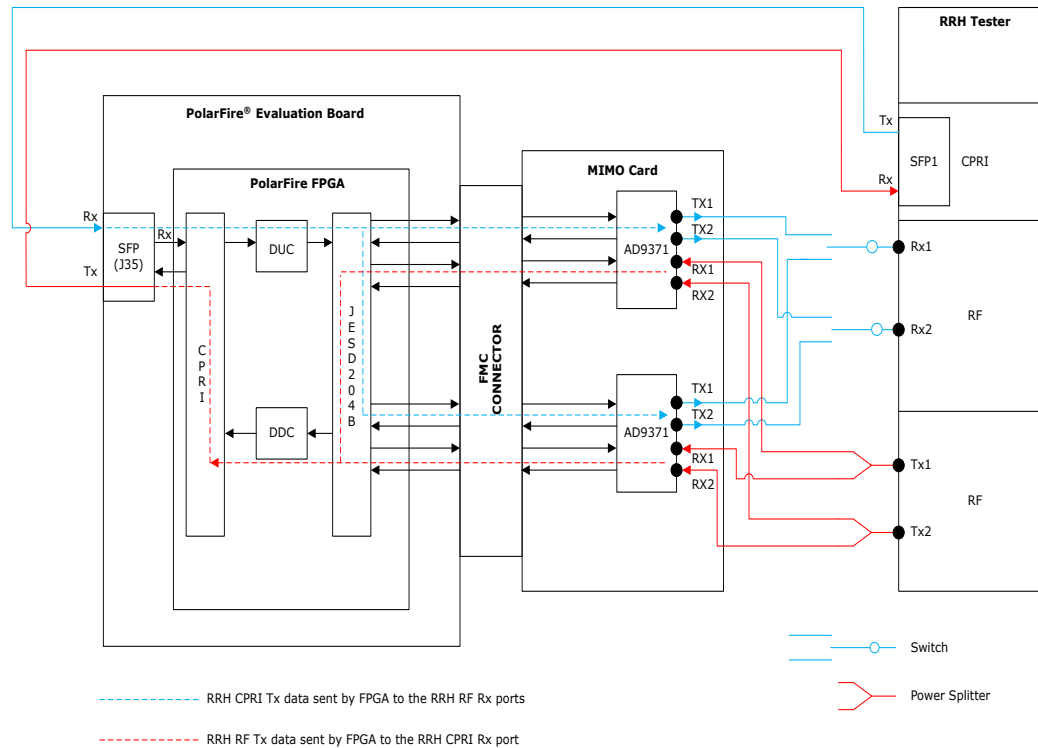 RRH Tester
Tx
SFP1
CPRI
Rx
PolarFire® Evaluation Board
PolarFire FPGA
MIMO Card
Rx
SFP
(J35)
Tx
Rx
DUC
AD9371
TX1
TX2
RX1
RX2
Rx1
RF
Rx2
CPRI
JESD204B
FMC
CONNECTOR
DDC
AD9371
TX1
TX2
RX1
RX2
Tx1
RF
Tx2
Switch
Power Splitter
RRH CPRI Tx data sent by FPGA to the RRH RF Rx ports
RRH RF Tx data sent by FPGA to the RRH CPRI Rx port